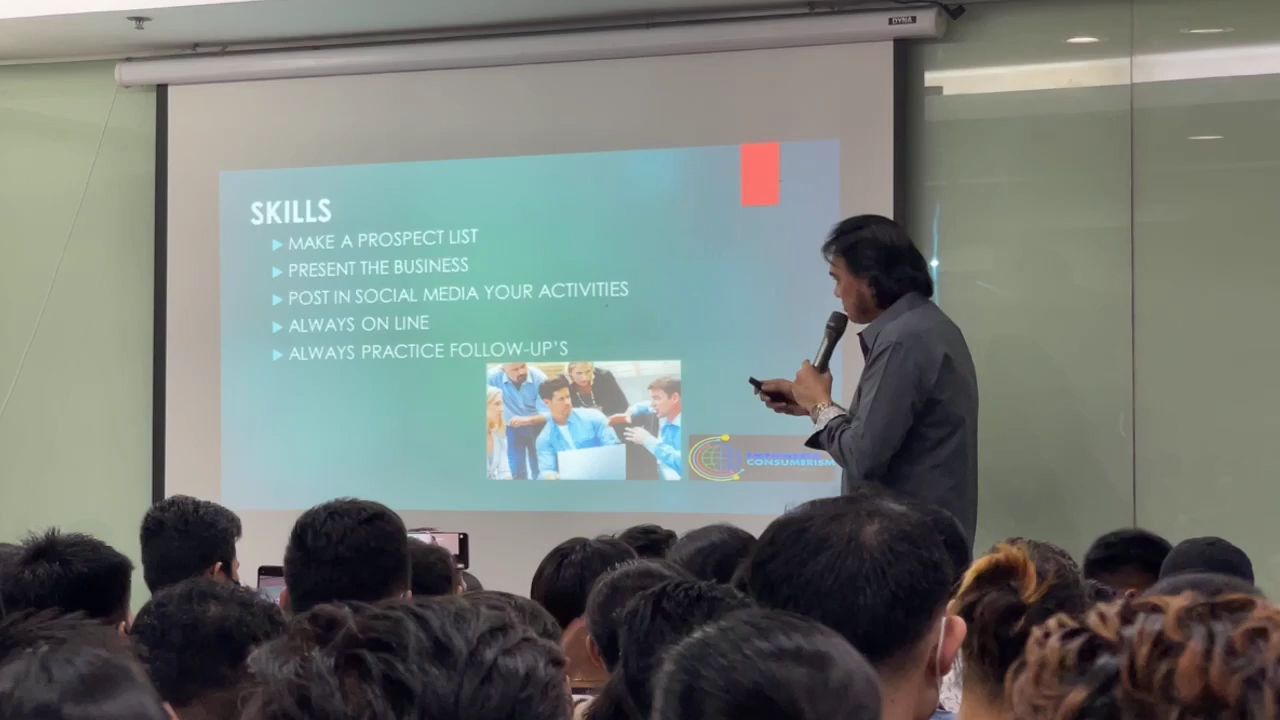 DYNA
SKILLS
MAKE A PROSPECT LIST
PRESENT THE BUSINESS
POST IN SOCIAL MEDIA YOUR ACTIVITIES
ALWAYS ON LINE
ALWAYS PRACTICE FOLLOW-UP'S
CONSUMERISM